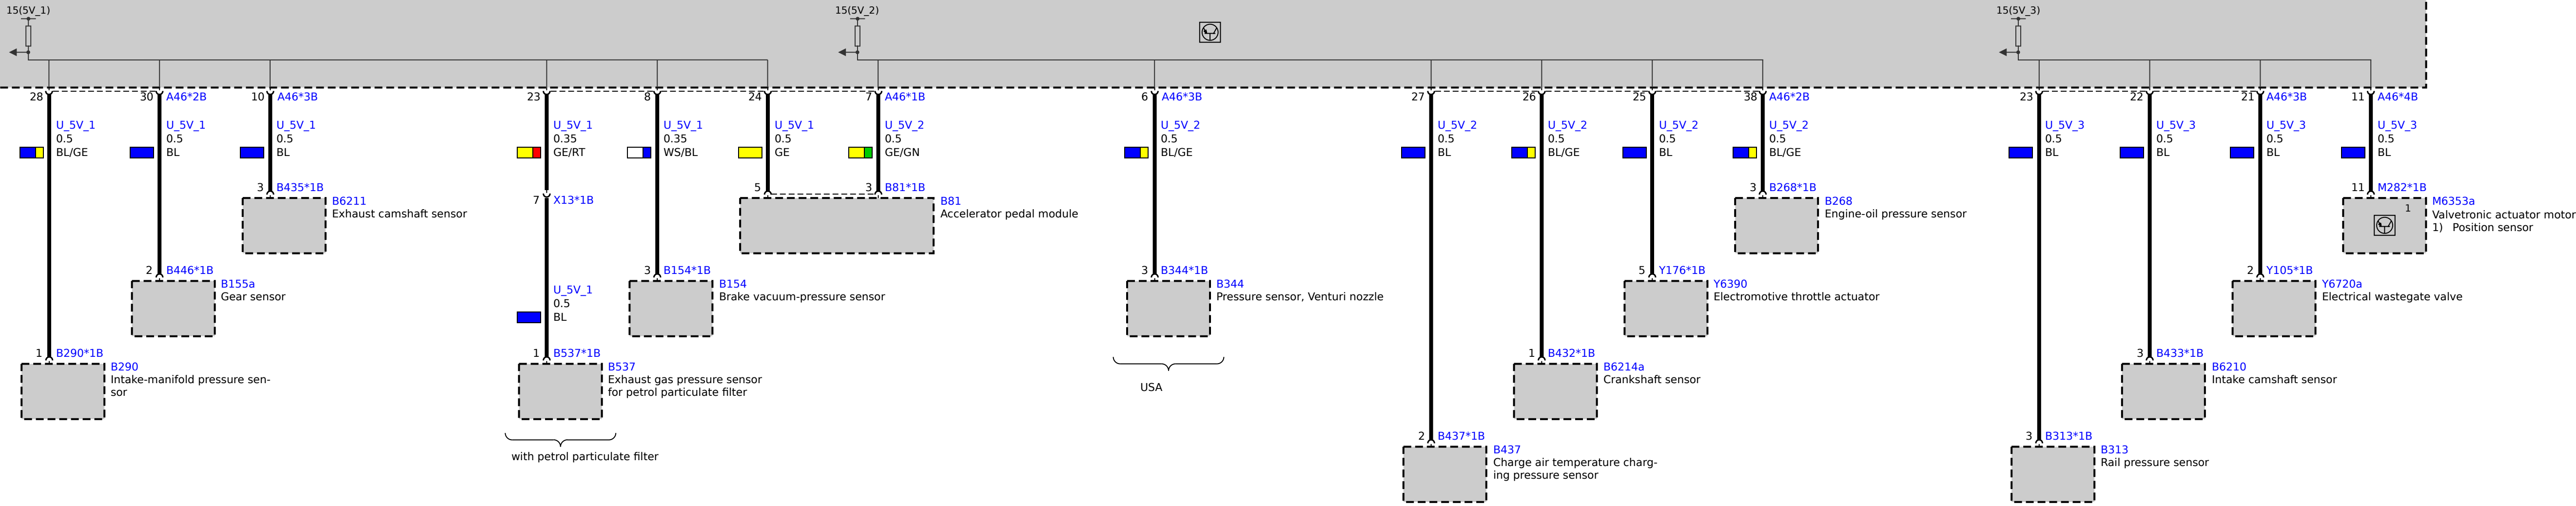 15(5V_1)
15(5V_2)
15(5V_3)
28
30 A46*2B
10 A46*3B
23
8
24
7 A46*1B
6 A46*3B
27
26
25
38 A46*2B
23
22
21 A46*3B
11 A46*4B
U_5V_1
0.5
BL/GE
U_5V_1
0.5
BL
U_5V_1
0.5
BL
U_5V_1
0.35
GE/RT
U_5V_1
0.35
WS/BL
U_5V_1
0.5
GE
U_5V_2
0.5
GE/GN
U_5V_2
0.5
BL/GE
U_5V_2
0.5
BL
U_5V_2
0.5
BL/GE
U_5V_2
0.5
BL
U_5V_2
0.5
BL/GE
U_5V_3
0.5
BL
U_5V_3
0.5
BL
U_5V_3
0.5
BL
U_5V_3
0.5
BL
3 B435*1B
B6211
Exhaust camshaft sensor
7 X13*1B
5
3 B81*1B
B81
Accelerator pedal module
3 B268*1B
B268
Engine-oil pressure sensor
11 M282*1B
1
M6353a
Valvetronic actuator motor
1) Position sensor
2 B446*1B
B155a
Gear sensor
U_5V_1
0.5
BL
3 B154*1B
B154
Brake vacuum-pressure sensor
3 B344*1B
B344
Pressure sensor, Venturi nozzle
USA
5 Y176*1B
Y6390
Electromotive throttle actuator
2 Y105*1B
Y6720a
Electrical wastegate valve
1 B290*1B
B290
Intake-manifold pressure sen-
sor
1 B537*1B
B537
Exhaust gas pressure sensor
for petrol particulate filter
with petrol particulate filter
1 B432*1B
B6214a
Crankshaft sensor
3 B433*1B
B6210
Intake camshaft sensor
2 B437*1B
B437
Charge air temperature charg-
ing pressure sensor
3 B313*1B
B313
Rail pressure sensor